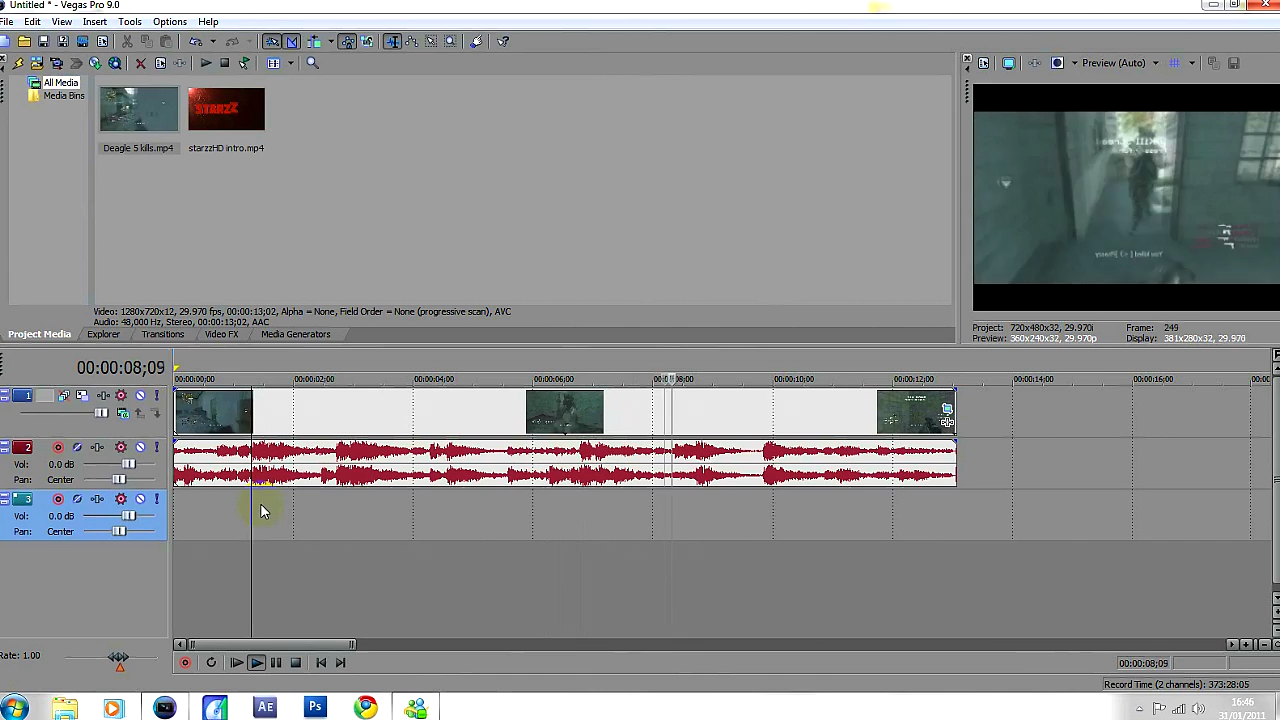 Untitled * - Vegas Pro 9.0
File Edit View Insert Tools Options Help
All Media
Media Bins
STARZZ
Deagle 5 kills.mp4
starzzHD intro.mp4
Preview (Auto)
Video: 1280x720x12, 29.970 fps, 00:00:13;02, Alpha = None, Field Order = None (progressive scan), AVC
Audio: 48,000 Hz, Stereo, 00:00:13;02, AAC
Project Media Explorer Transitions Video FX Media Generators
Project: 720x480x32, 29.970i Frame: 249
Preview: 360x240x32, 29.970p Display: 381x280x32, 29.970
00:00:08;09
00:00:00;00 00:00:02;00 00:00:04;00 00:00:06;00 00:00:08;00 00:00:10;00 00:00:12;00 00:00:14;00 00:00:16;00 00:00
1
2
Vol: 0.0 dB
Pan: Center
3
Vol: 0.0 dB
Pan: Center
Rate: 1.00
00:00:08;09
Record Time (2 channels): 373:28:05
AE
Ps
16:46
31/01/2011